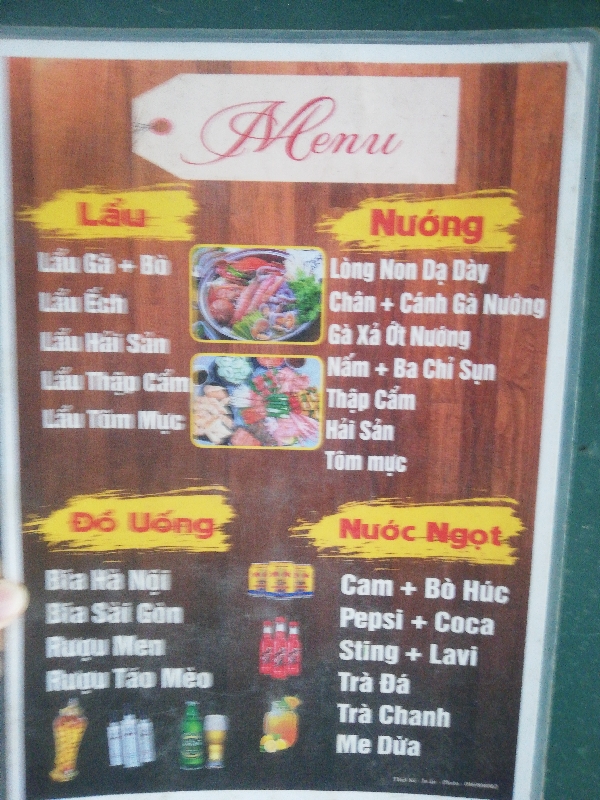 Menu
Lẩu
Lẩu Gà + Bò
Lẩu Ếch
Lẩu Hải Sản
Lẩu Thập Cẩm
Lẩu Tôm Mực
Nướng
Lòng Non Dạ Dày
Chân + Cánh Gà Nướng
Gà Xả Ớt Nướng
Nấm + Ba Chỉ Sụn
Thập Cẩm
Hải Sản
Tôm mực
Đồ Uống
Bia Hà Nội
Bia Sài Gòn
Rượu Men
Rượu Táo Mèo
Nước Ngọt
Cam + Bò Húc
Pepsi + Coca
Sting + Lavi
Trà Đá
Trà Chanh
Me Dừa